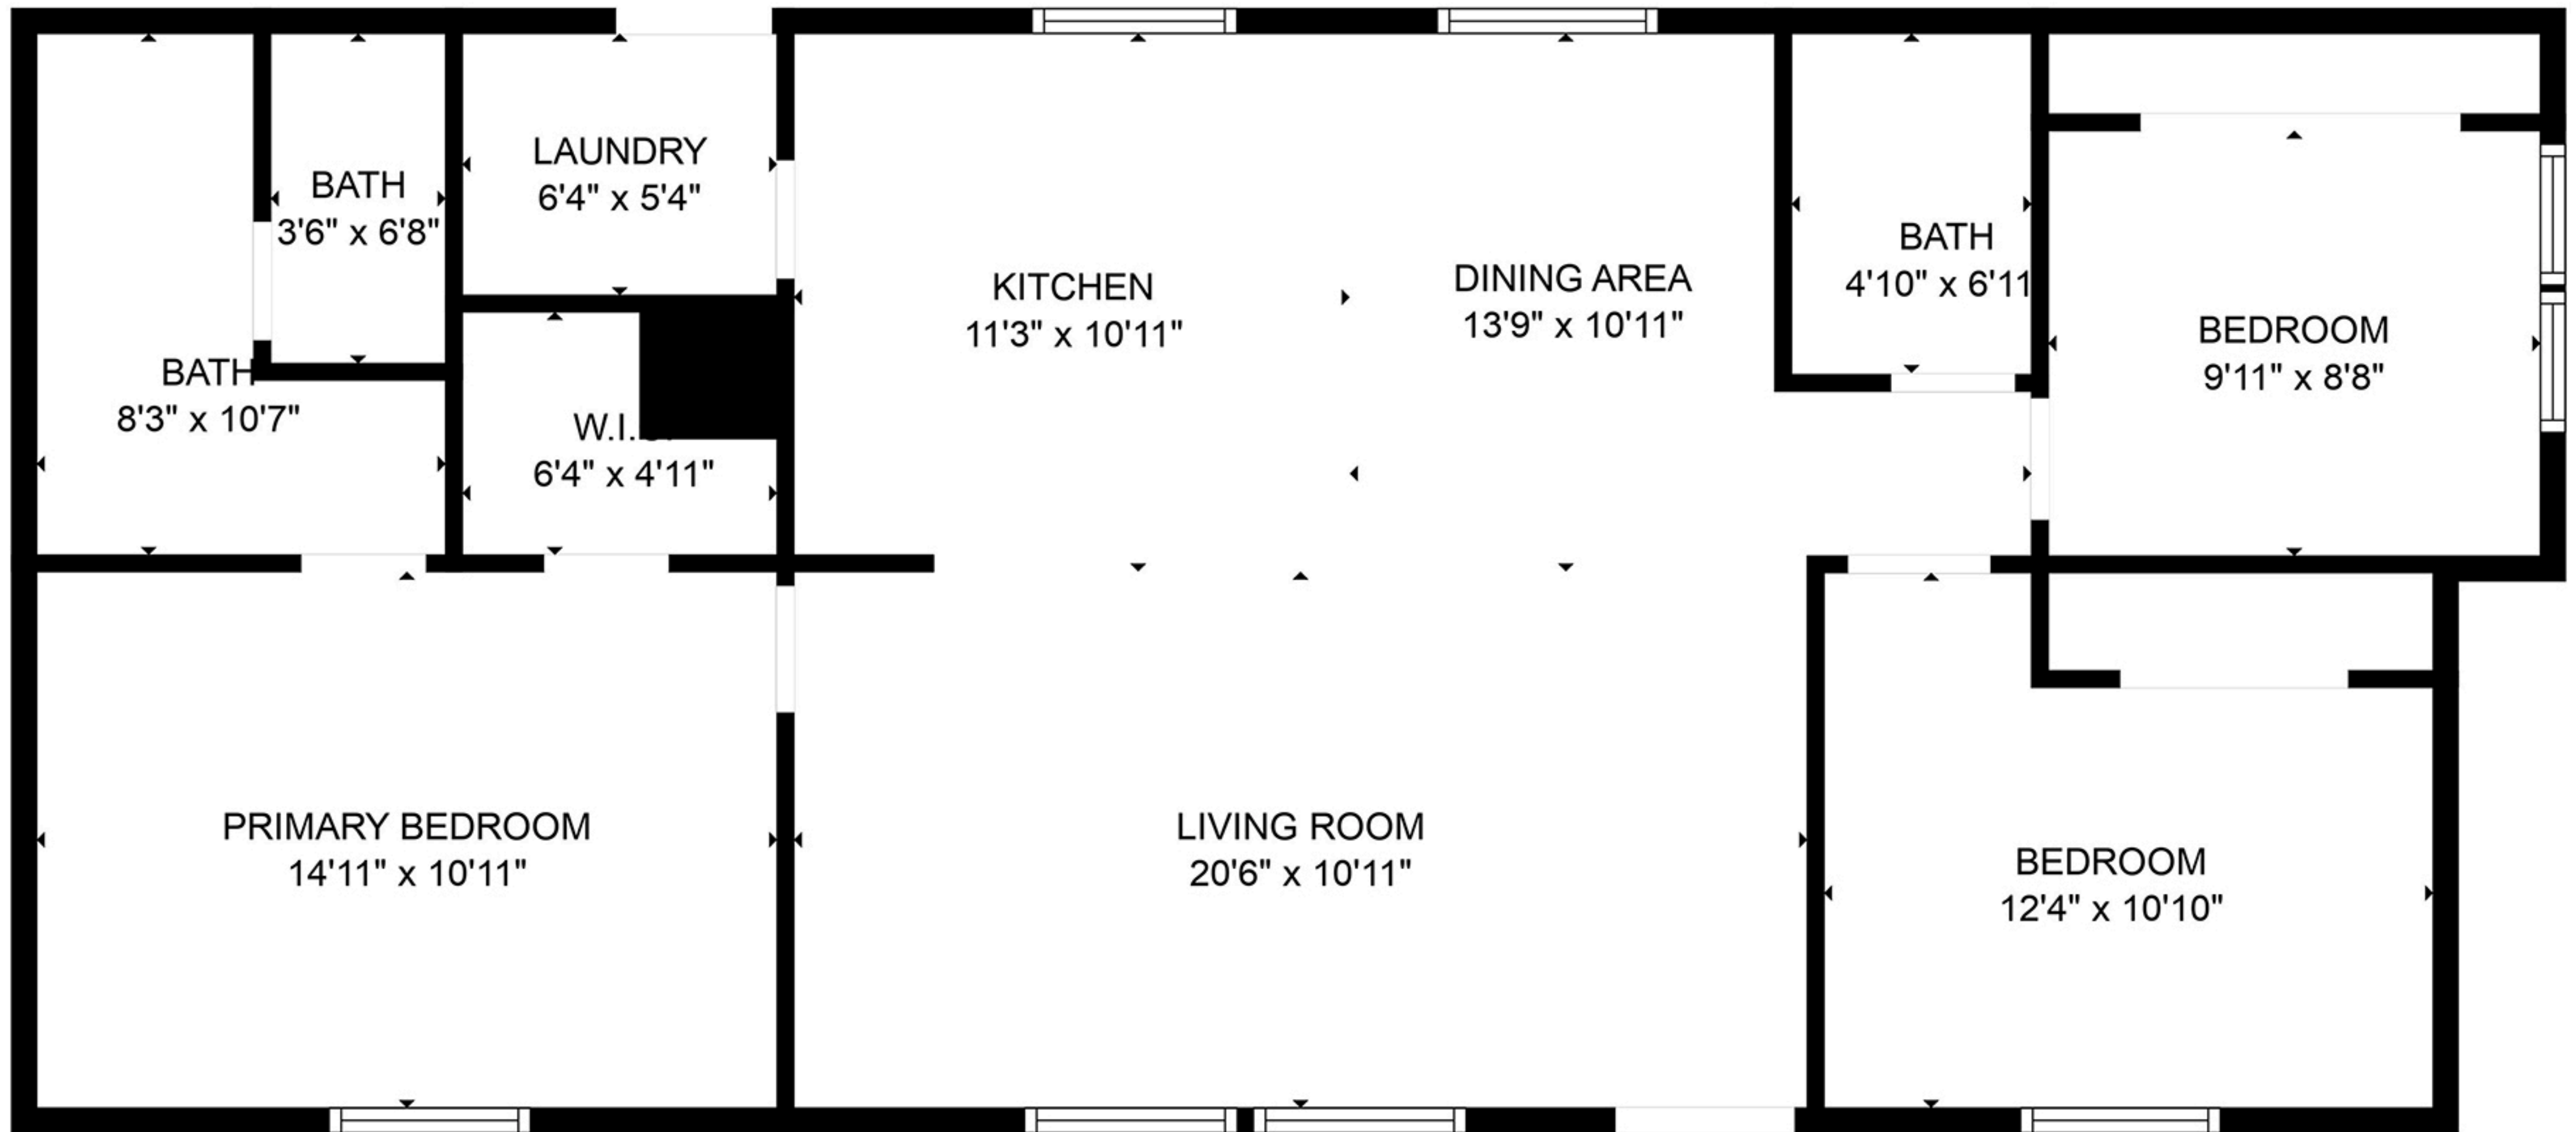 BATH
3'6" x 6'8"
LAUNDRY
6'4" x 5'4"
KITCHEN
11'3" x 10'11"
DINING AREA
13'9" x 10'11"
BATH
4'10" x 6'11
BEDROOM
9'11" x 8'8"
BATH
8'3" x 10'7"
W.I.
6'4" x 4'11"
PRIMARY BEDROOM
14'11" x 10'11"
LIVING ROOM
20'6" x 10'11"
BEDROOM
12'4" x 10'10"